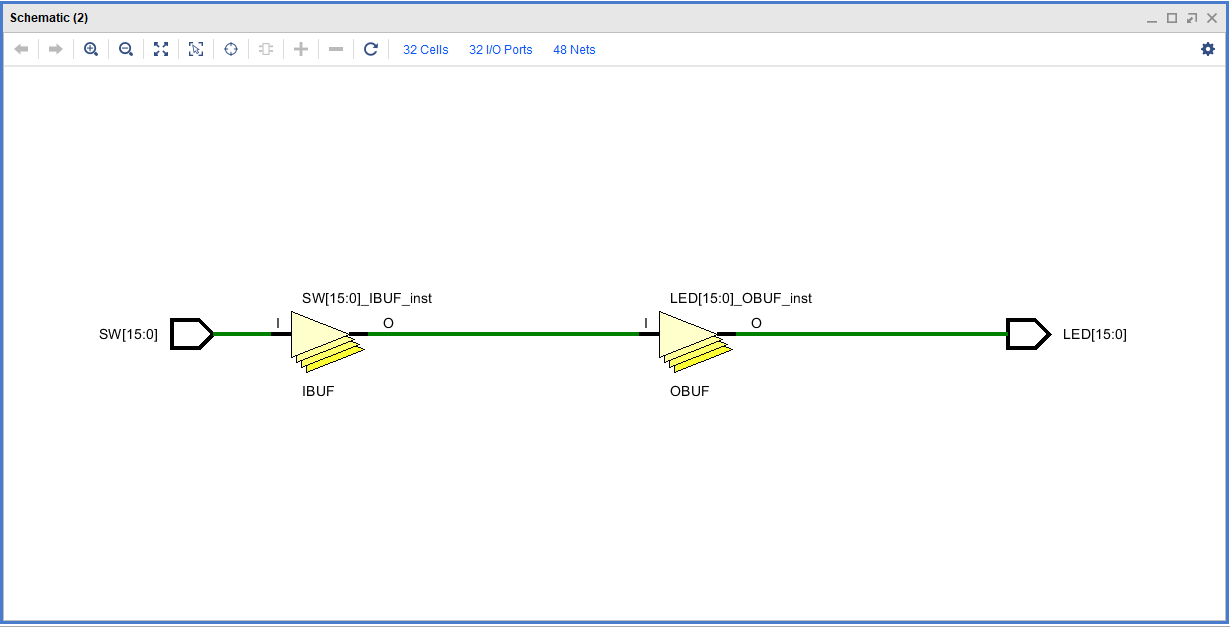 Schematic (2)
32 Cells 32 I/O Ports 48 Nets
SW[15:0]_IBUF_inst LED[15:0]_OBUF_inst
I O I O
SW[15:0] LED[15:0]
IBUF OBUF